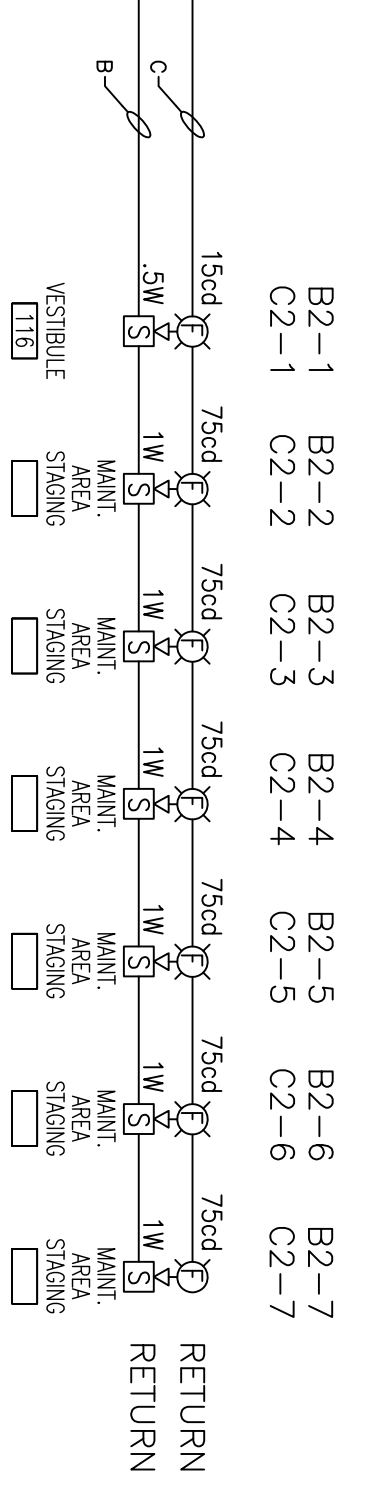 B2-1
C2-1
B2-2
C2-2
B2-3
C2-3
B2-4
C2-4
B2-5
C2-5
B2-6
C2-6
B2-7
C2-7
15cd
75cd
75cd
75cd
75cd
75cd
75cd
C
F
F
F
F
F
F
F
RETURN
B
.5W
1W
1W
1W
1W
1W
1W
S
S
S
S
S
S
S
RETURN
VESTIBULE
116
MAINT.
AREA
STAGING
MAINT.
AREA
STAGING
MAINT.
AREA
STAGING
MAINT.
AREA
STAGING
MAINT.
AREA
STAGING
MAINT.
AREA
STAGING